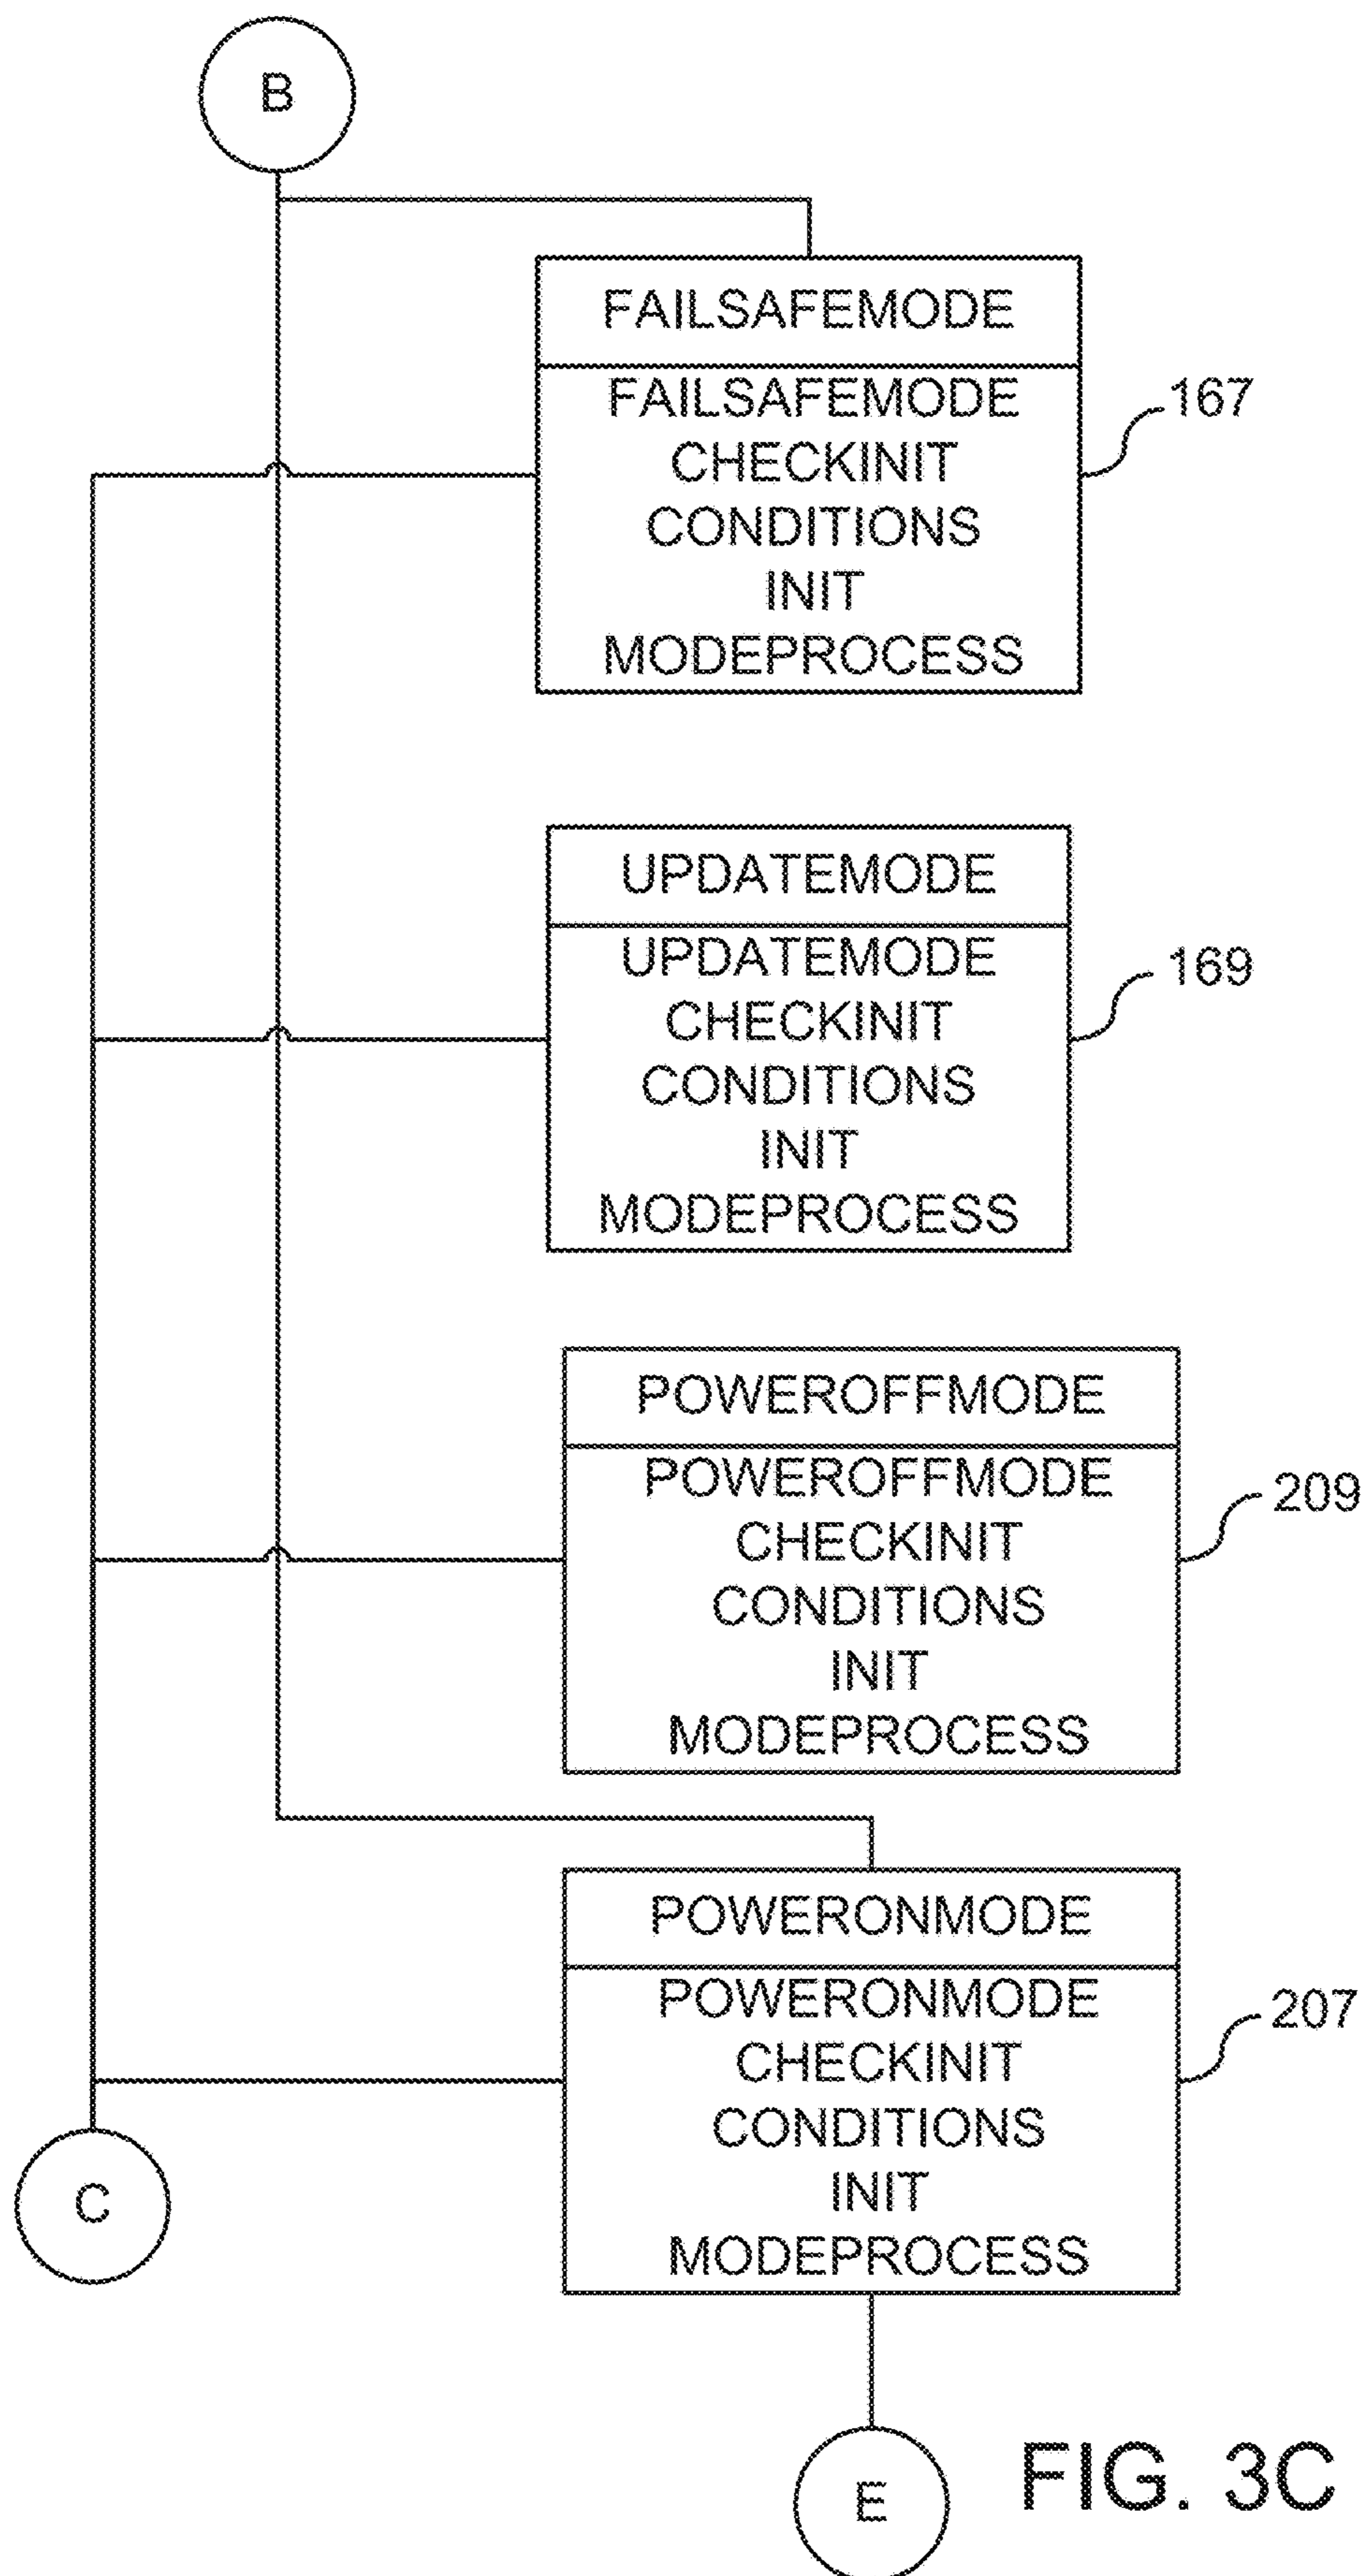 B
FAILSAFEMODE
FAILSAFEMODE
CHECKINIT
CONDITIONS
INIT
MODEPROCESS
167
UPDATEMODE
UPDATEMODE
CHECKINIT
CONDITIONS
INIT
MODEPROCESS
169
POWEROFFMODE
POWEROFFMODE
CHECKINIT
CONDITIONS
INIT
MODEPROCESS
209
POWERONMODE
POWERONMODE
CHECKINIT
CONDITIONS
INIT
MODEPROCESS
207
C
E
FIG. 3C